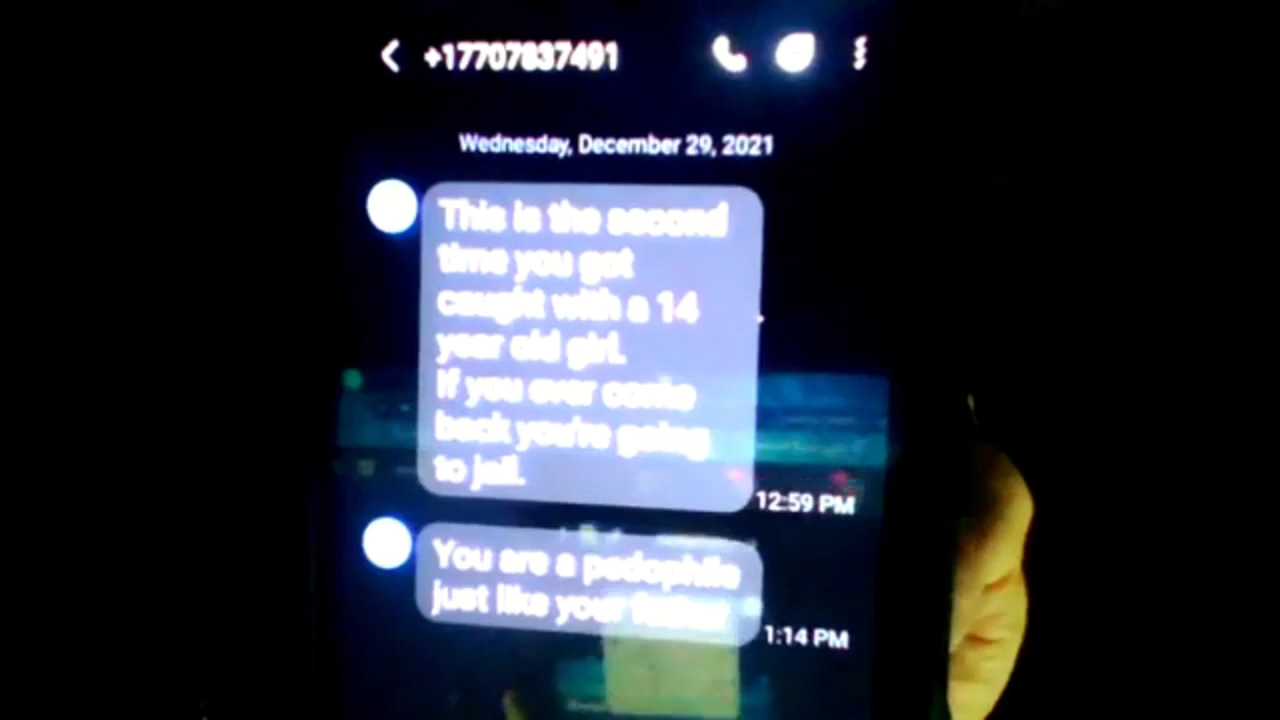 +17707837491
Wednesday, December 29, 2021
This is the second
time you got
caught with a 14
year old girl.
If you ever come
back you're going
to jail.
12:59 PM
You are a pedophile
just like your father
1:14 PM